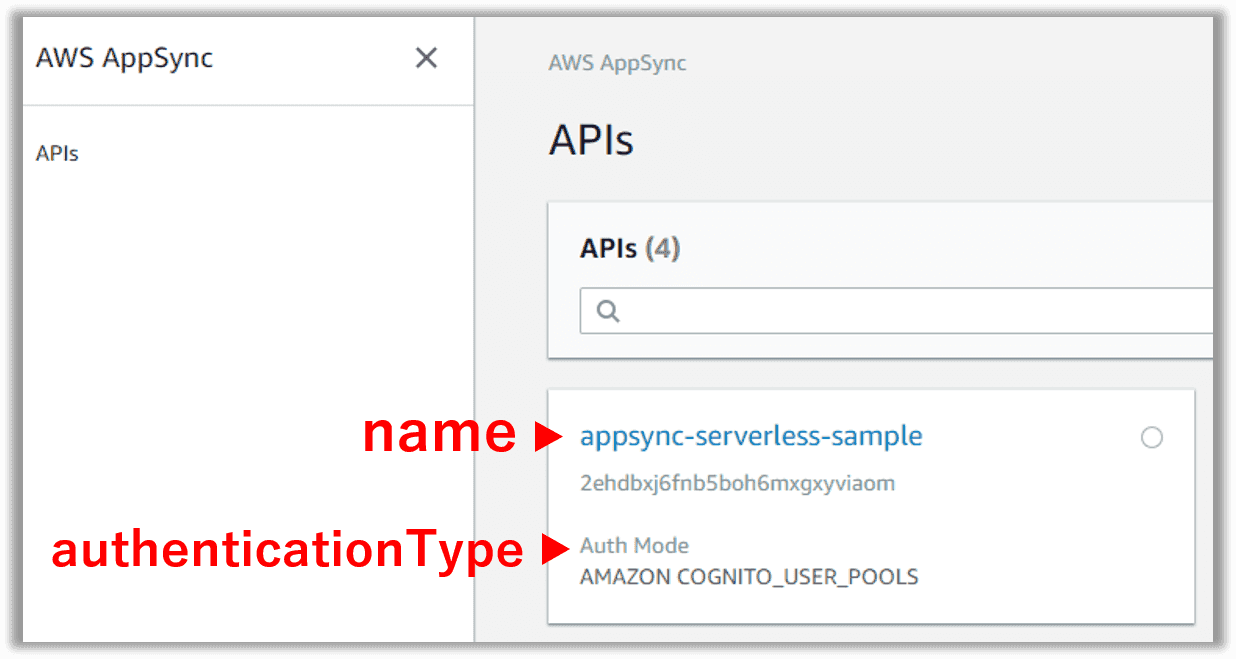 AWS AppSync
APIs
AWS AppSync
APIs
APIs (4)
name
appsync-serverless-sample
2ehdbxj6fnb5boh6mxgxyviaom
authenticationType
Auth Mode
AMAZON COGNITO_USER_POOLS